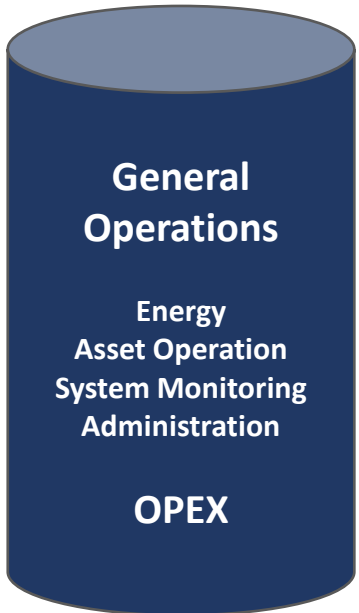 General
Operations
Energy
Asset Operation
System Monitoring
Administration
OPEX